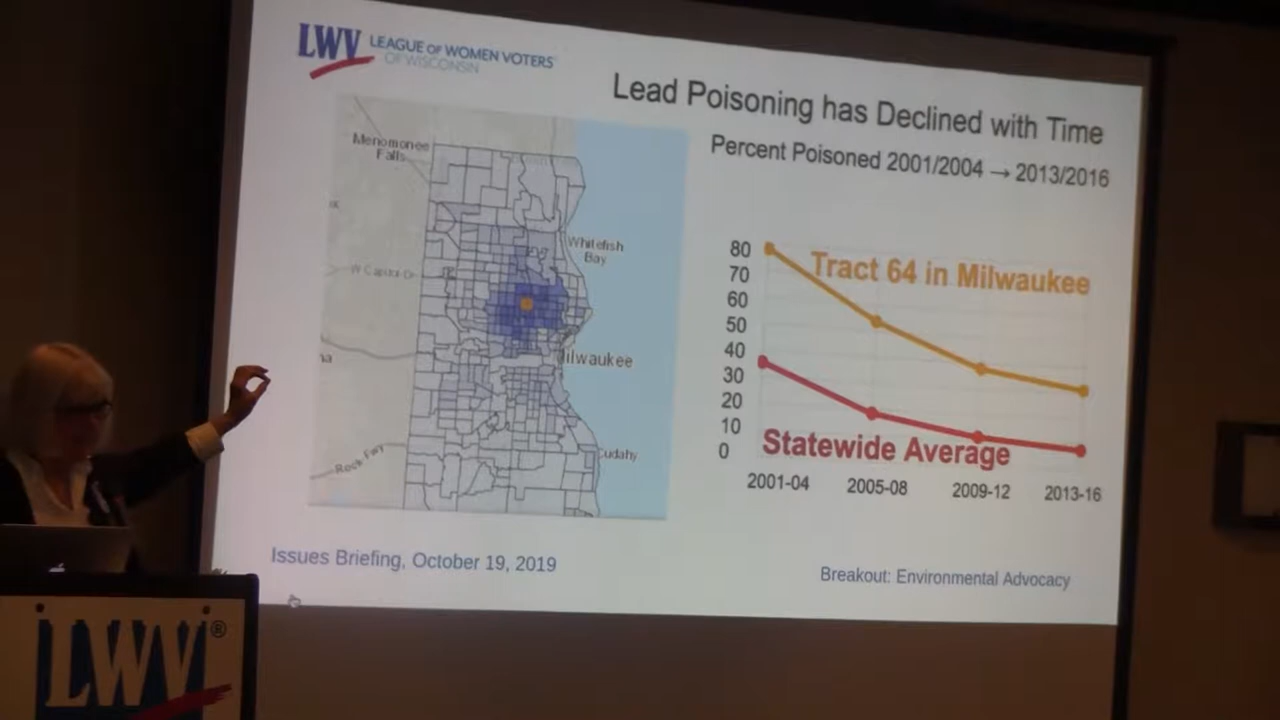 LWV LEAGUE OF WOMEN VOTERS®
OF WISCONSIN
Lead Poisoning has Declined with Time
Percent Poisoned 2001/2004 → 2013/2016
Menomonee
Falls
Whitefish
Bay
W Capitol Dr
Milwaukee
Rock Fwy
Cudahy
80
70
60
50
40
30
20
10
0
Tract 64 in Milwaukee
Statewide Average
2001-04 2005-08 2009-12 2013-16
Issues Briefing, October 19, 2019
Breakout: Environmental Advocacy
LWV®